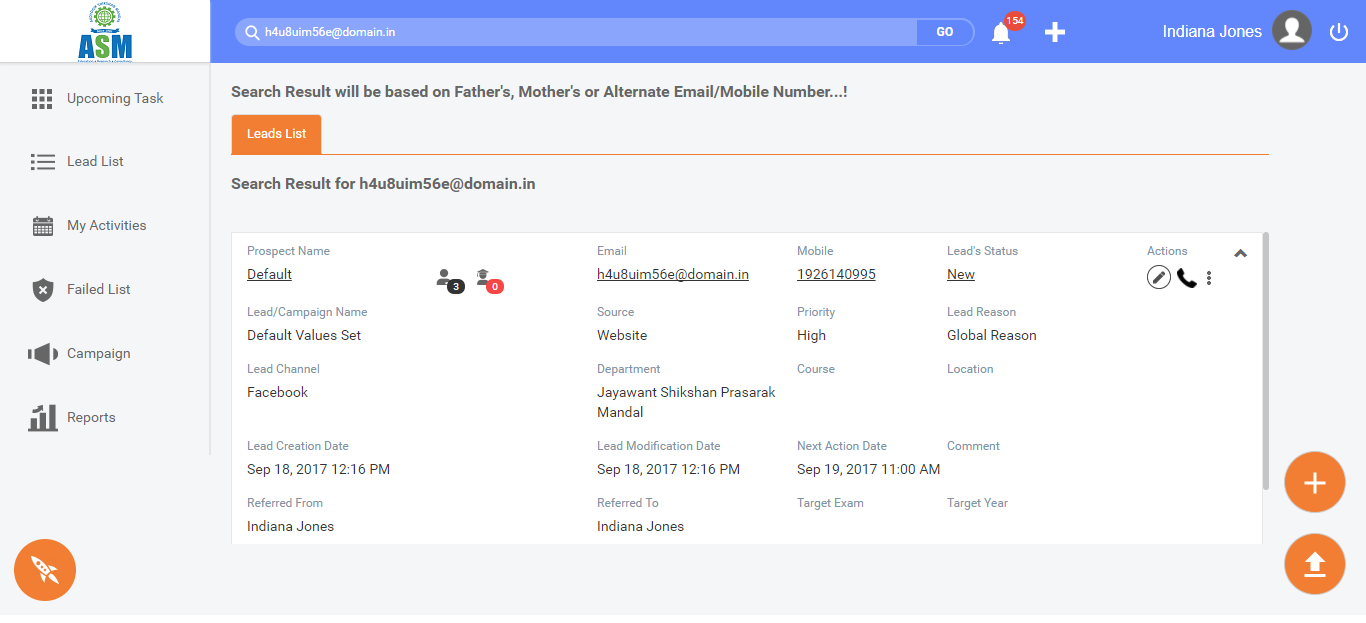 ASM
h4u8uim56e@domain.in
GO
154
Indiana Jones
Upcoming Task
Lead List
My Activities
Failed List
Campaign
Reports
Search Result will be based on Father's, Mother's or Alternate Email/Mobile Number...!
Leads List
Search Result for h4u8uim56e@domain.in
Prospect Name Email Mobile Lead's Status Actions
Default 3 0 h4u8uim56e@domain.in 1926140995 New
Lead/Campaign Name Source Priority Lead Reason
Default Values Set Website High Global Reason
Lead Channel Department Course Location
Facebook Jayawant Shikshan Prasarak
Mandal
Lead Creation Date Lead Modification Date Next Action Date Comment
Sep 18, 2017 12:16 PM Sep 18, 2017 12:16 PM Sep 19, 2017 11:00 AM
Referred From Referred To Target Exam Target Year
Indiana Jones Indiana Jones